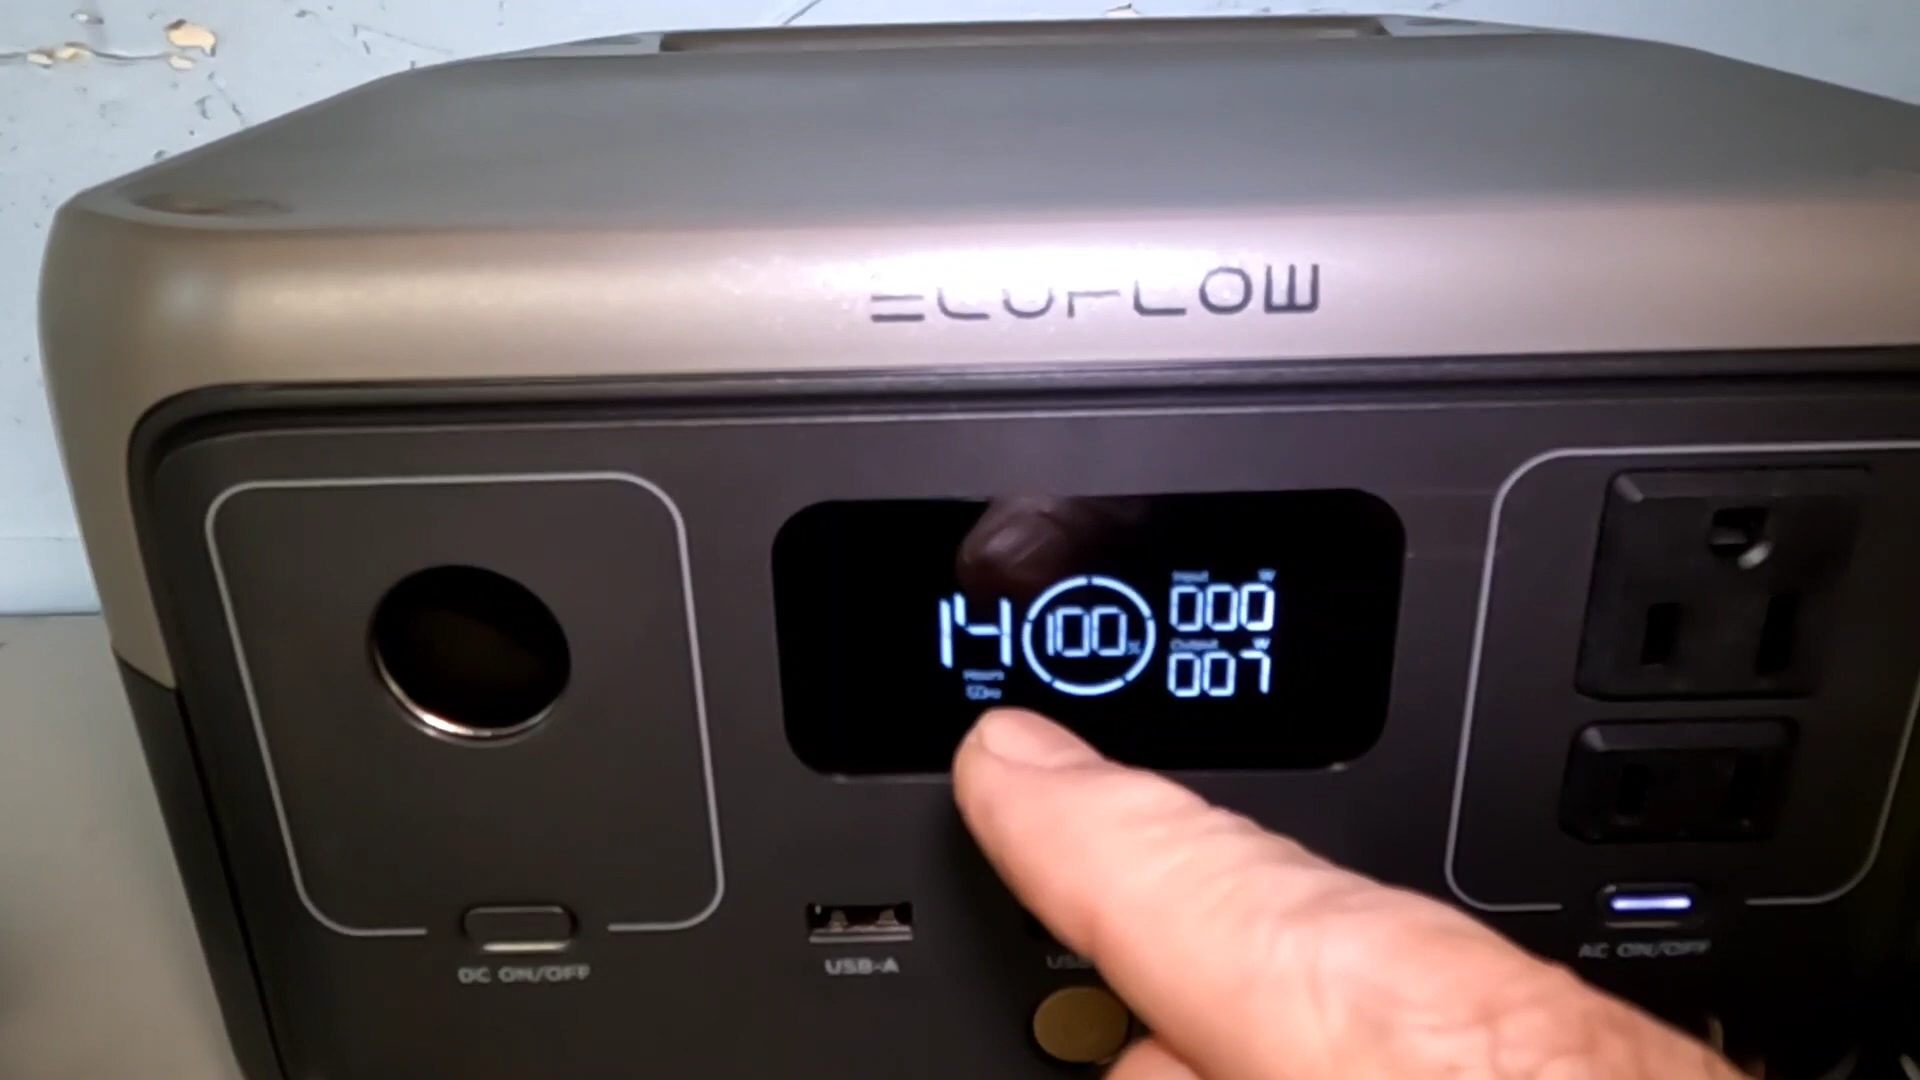 ECOFLOW
14
Hours
100%
Input W
000
Output W
007
DC ON/OFF
USB-A
AC ON/OFF